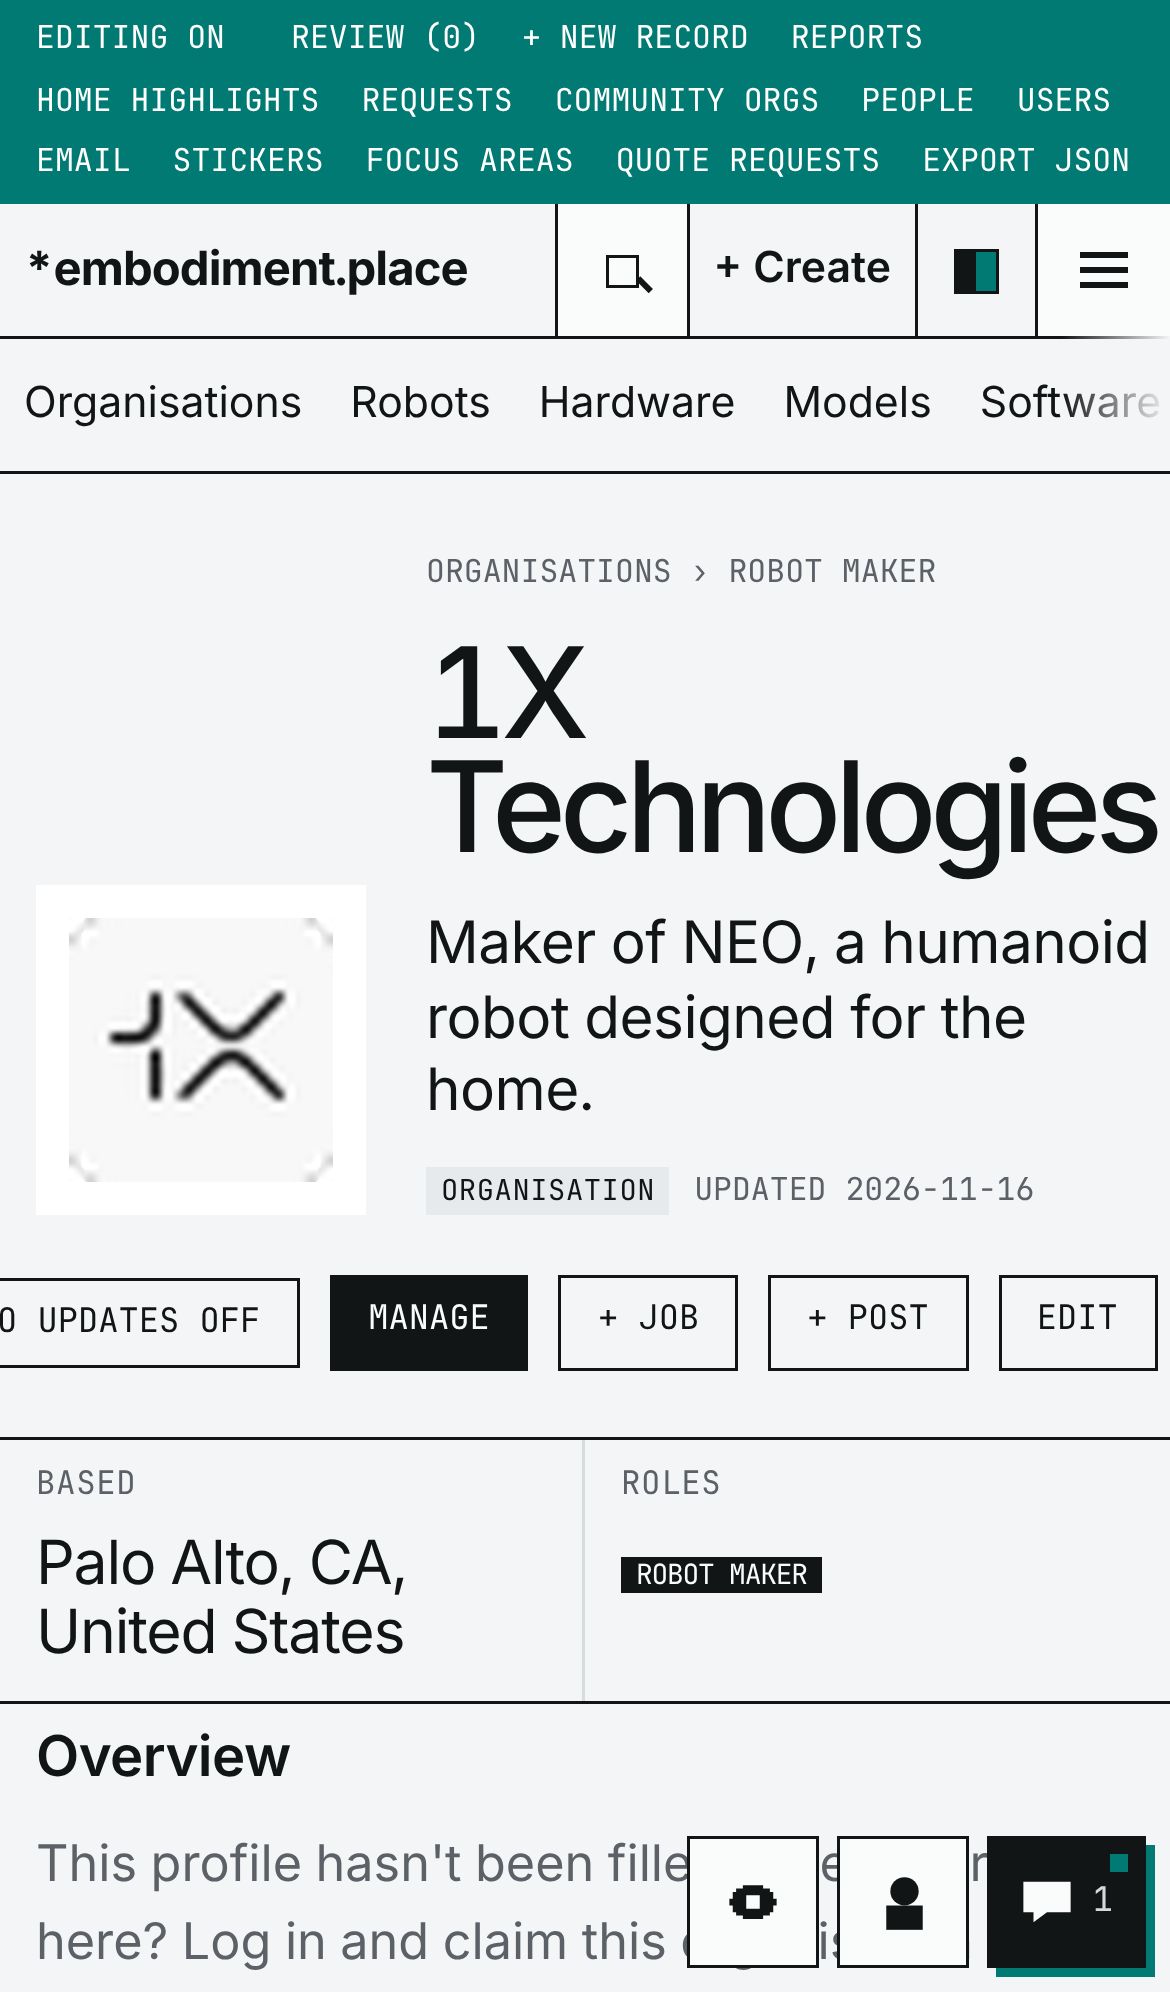 EDITING ON REVIEW (0) + NEW RECORD REPORTS
HOME HIGHLIGHTS REQUESTS COMMUNITY ORGS PEOPLE USERS
EMAIL STICKERS FOCUS AREAS QUOTE REQUESTS EXPORT JSON
*embodiment.place + Create
Organisations Robots Hardware Models Software
ORGANISATIONS › ROBOT MAKER
1X
Technologies
Maker of NEO, a humanoid
robot designed for the
home.
ORGANISATION UPDATED 2026-11-16
UPDATES OFF MANAGE + JOB + POST EDIT
BASED ROLES
Palo Alto, CA,
United States
ROBOT MAKER
Overview
This profile hasn't been
here? Log in and claim this
1